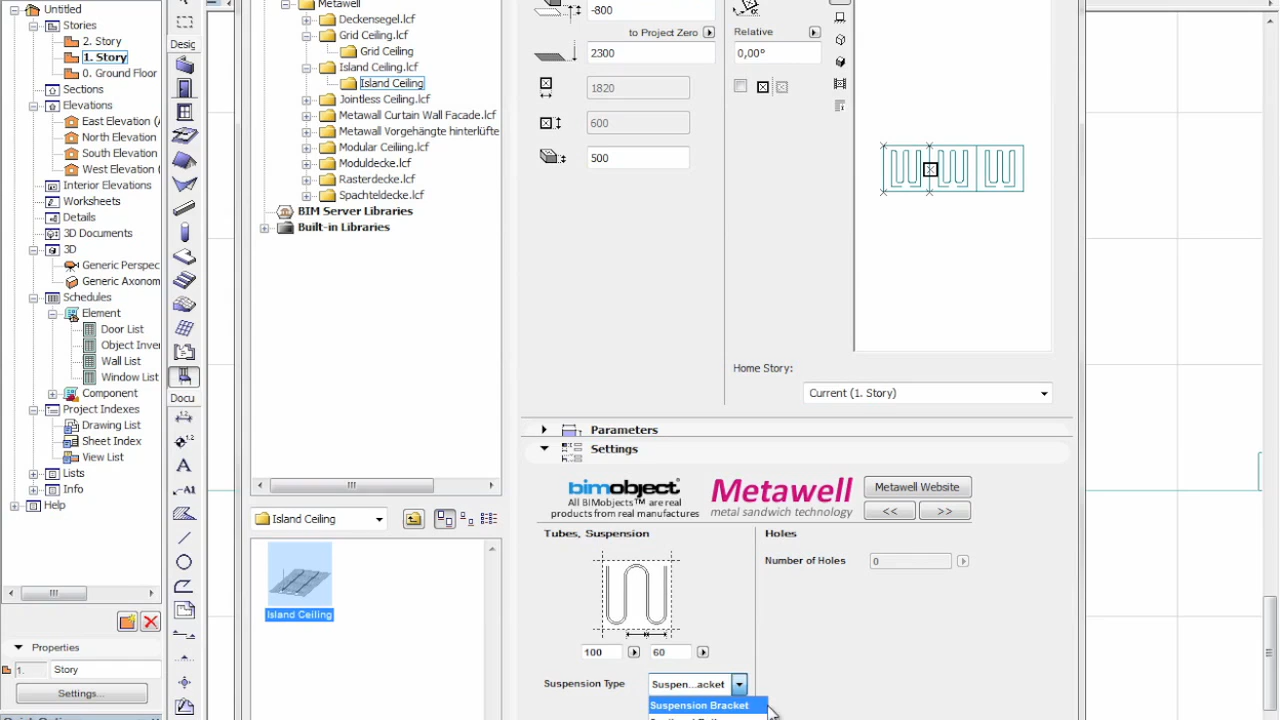 Untitled
Stories
2. Story
1. Story
0. Ground Floor
Sections
Elevations
East Elevation (A
North Elevation
South Elevation
West Elevation (
Interior Elevations
Worksheets
Details
3D Documents
3D
Generic Perspec
Generic Axonom
Schedules
Element
Door List
Object Inver
Wall List
Window List
Component
Project Indexes
Drawing List
Sheet Index
View List
Lists
Info
Help
Properties
1.
Story
Settings...
Desig
Docu
1.2
1.2
A
A1
Metawell
Deckensegel.lcf
Grid Ceiling.lcf
Grid Ceiling
Island Ceiling.lcf
Island Ceiling
Jointless Ceiling.lcf
Metawall Curtain Wall Facade.lcf
Metawall Vorgehängte hinterlüfte
Modular Ceiliing.lcf
Moduldecke.lcf
Rasterdecke.lcf
Spachteldecke.lcf
BIM Server Libraries
Built-in Libraries
Island Ceiling
Island Ceiling
-800
to Project Zero
2300
1820
600
500
Relative
0,00°
Home Story:
Current (1. Story)
Parameters
Settings
bimobject®
All BIMobjects™ are real
products from real manufactures
Metawell
metal sandwich technology
Metawell Website
<<
>>
Tubes, Suspension
100
60
Suspension Type
Suspen...acket
Suspension Bracket
Holes
Number of Holes
0